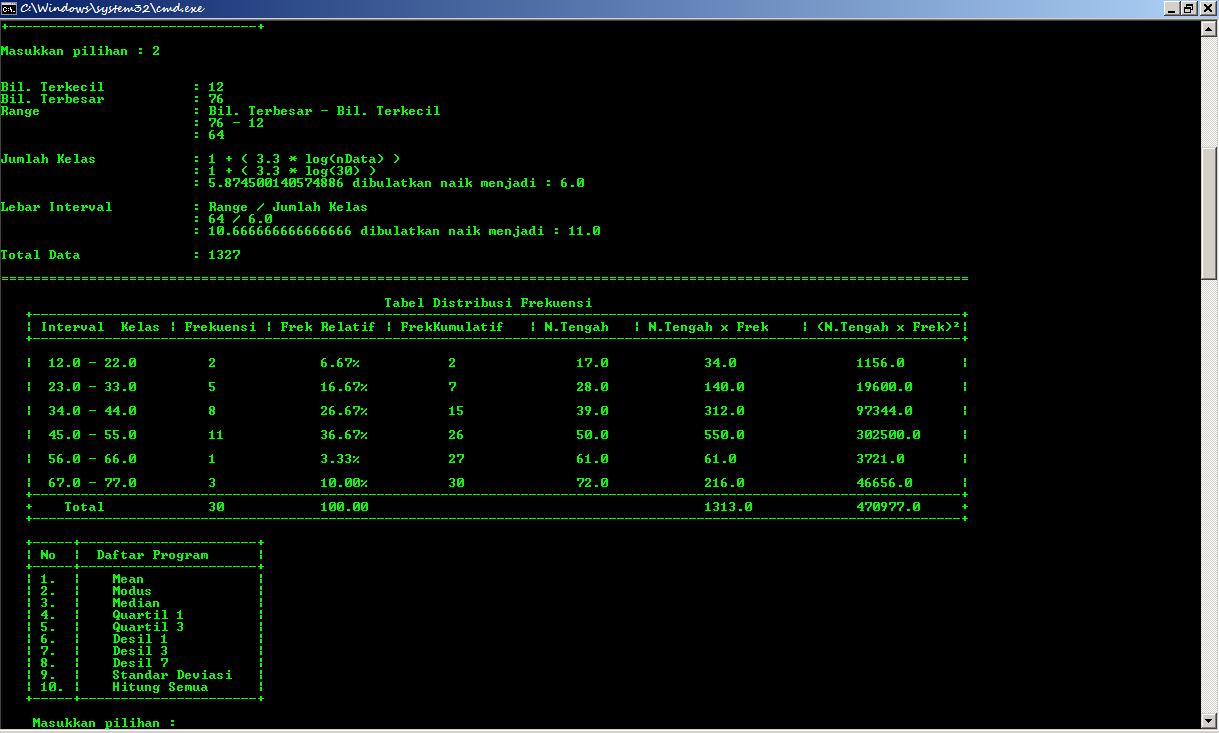 C:\Windows\system32\cmd.exe
Masukkan pilihan : 2
Bil. Terkecil : 12
Bil. Terbesar : 76
Range : Bil. Terbesar - Bil. Terkecil
: 76 - 12
: 64
Jumlah Kelas : 1 + ( 3.3 * log(nData) )
: 1 + ( 3.3 * log(30) )
: 5.874500140574886 dibulatkan naik menjadi : 6.0
Lebar Interval : Range / Jumlah Kelas
: 64 / 6.0
: 10.666666666666666 dibulatkan naik menjadi : 11.0
Total Data : 1327
Tabel Distribusi Frekuensi
¦ Interval Kelas ¦ Frekuensi ¦ Frek Relatif ¦ FrekKumulatif ¦ N.Tengah ¦ N.Tengah x Frek ¦ (N.Tengah x Frek)²¦
¦ 12.0 - 22.0 2 6.67% 2 17.0 34.0 1156.0 ¦
¦ 23.0 - 33.0 5 16.67% 7 28.0 140.0 19600.0 ¦
¦ 34.0 - 44.0 8 26.67% 15 39.0 312.0 97344.0 ¦
¦ 45.0 - 55.0 11 36.67% 26 50.0 550.0 302500.0 ¦
¦ 56.0 - 66.0 1 3.33% 27 61.0 61.0 3721.0 ¦
¦ 67.0 - 77.0 3 10.00% 30 72.0 216.0 46656.0 ¦
+ Total 30 100.00 1313.0 470977.0 +
¦ No ¦ Daftar Program ¦
¦ 1. ¦ Mean ¦
¦ 2. ¦ Modus ¦
¦ 3. ¦ Median ¦
¦ 4. ¦ Quartil 1 ¦
¦ 5. ¦ Quartil 3 ¦
¦ 6. ¦ Desil 1 ¦
¦ 7. ¦ Desil 3 ¦
¦ 8. ¦ Desil 7 ¦
¦ 9. ¦ Standar Deviasi ¦
¦ 10. ¦ Hitung Semua ¦
Masukkan pilihan :